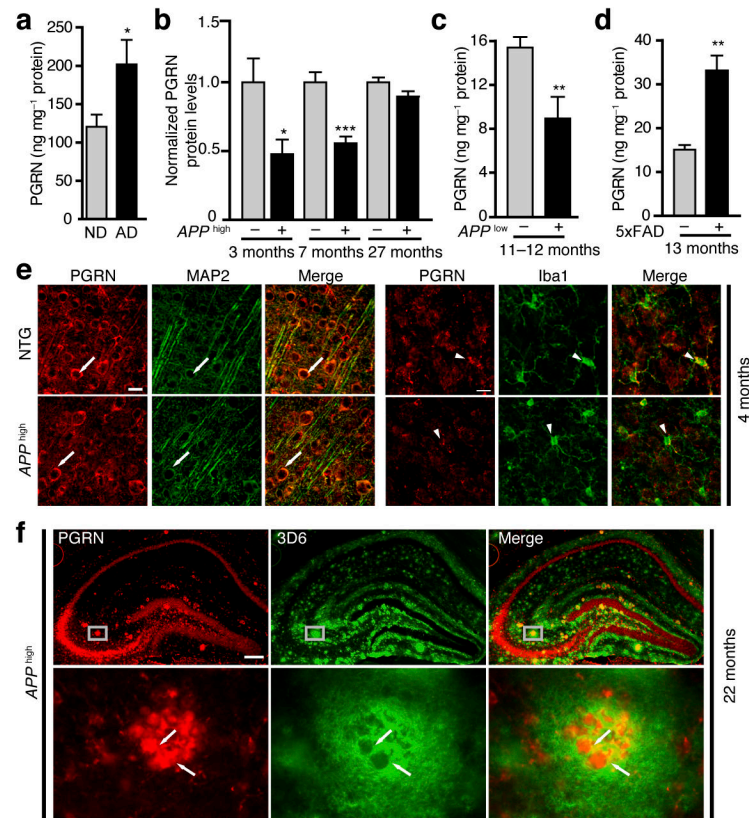 a
PGRN (ng mg⁻¹ protein)
250
200
150
100
50
0
*
ND AD
b
Normalized PGRN
protein levels
1.5
1.0
0.5
0
* ***
APP high − + − + − +
3 months 7 months 27 months
c
PGRN (ng mg⁻¹ protein)
16
12
8
4
0
**
APP low − +
11–12 months
d
PGRN (ng mg⁻¹ protein)
40
30
20
10
0
**
5xFAD − +
13 months
e
PGRN MAP2 Merge PGRN Iba1 Merge
NTG
APP high
4 months
f
PGRN 3D6 Merge
APP high
22 months